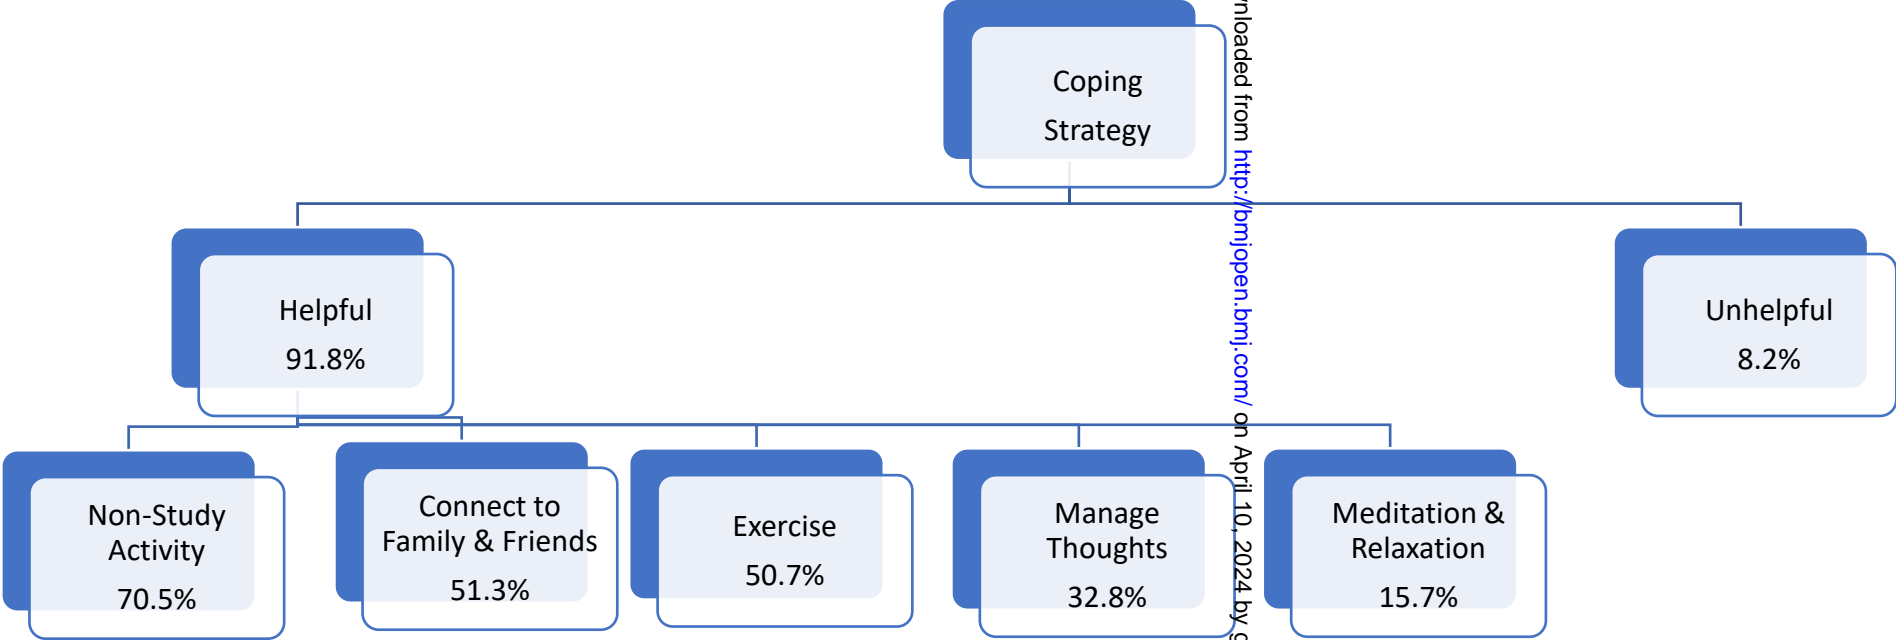 Coping
Strategy
Helpful
91.8%
Unhelpful
8.2%
Non-Study
Activity
70.5%
Connect to
Family & Friends
51.3%
Exercise
50.7%
Manage
Thoughts
32.8%
Meditation &
Relaxation
15.7%
from http://bmjopen.bmj.com/ on April 10, 2024 by